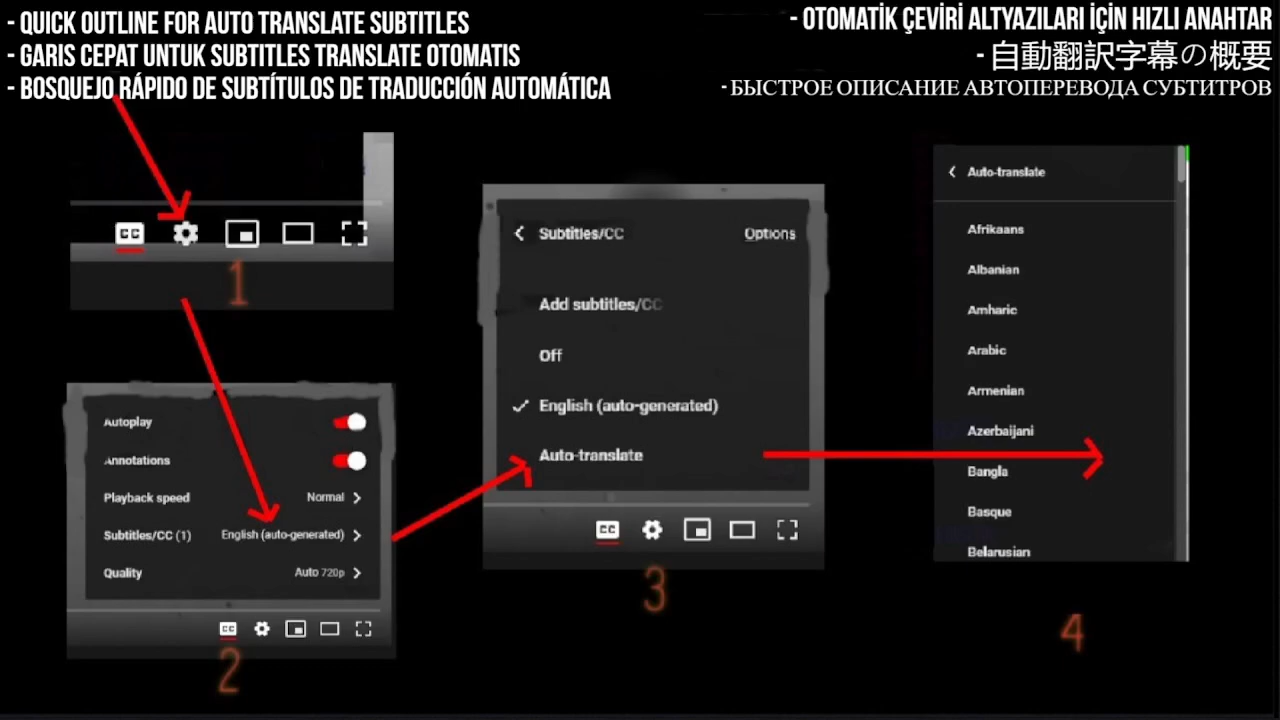 - QUICK OUTLINE FOR AUTO TRANSLATE SUBTITLES
- GARIS CEPAT UNTUK SUBTITLES TRANSLATE OTOMATIS
- BOSQUEJO RÁPIDO DE SUBTÍTULOS DE TRADUCCIÓN AUTOMÁTICA
- OTOMATİK ÇEVİRİ ALTYAZILARI İÇİN HIZLI ANAHTAR
- 自動翻訳字幕の概要
- БЫСТРОЕ ОПИСАНИЕ АВТОПЕРЕВОДА СУБТИТРОВ
CC
1
Autoplay
Annotations
Playback speed Normal
Subtitles/CC (1) English (auto-generated)
Quality Auto 720p
CC
2
Subtitles/CC Options
Add subtitles/CC
Off
English (auto-generated)
Auto-translate
CC
3
Auto-translate
Afrikaans
Albanian
Amharic
Arabic
Armenian
Azerbaijani
Bangla
Basque
Belarusian
4